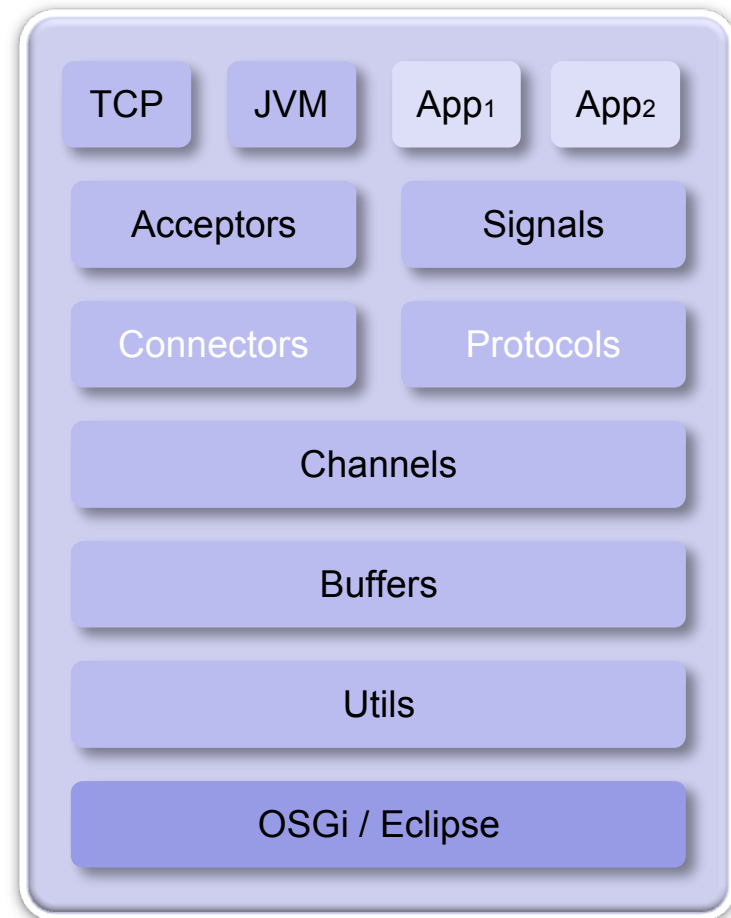 TCP JVM App1 App2
Acceptors Signals
Connectors Protocols
Channels
Buffers
Utils
OSGi / Eclipse